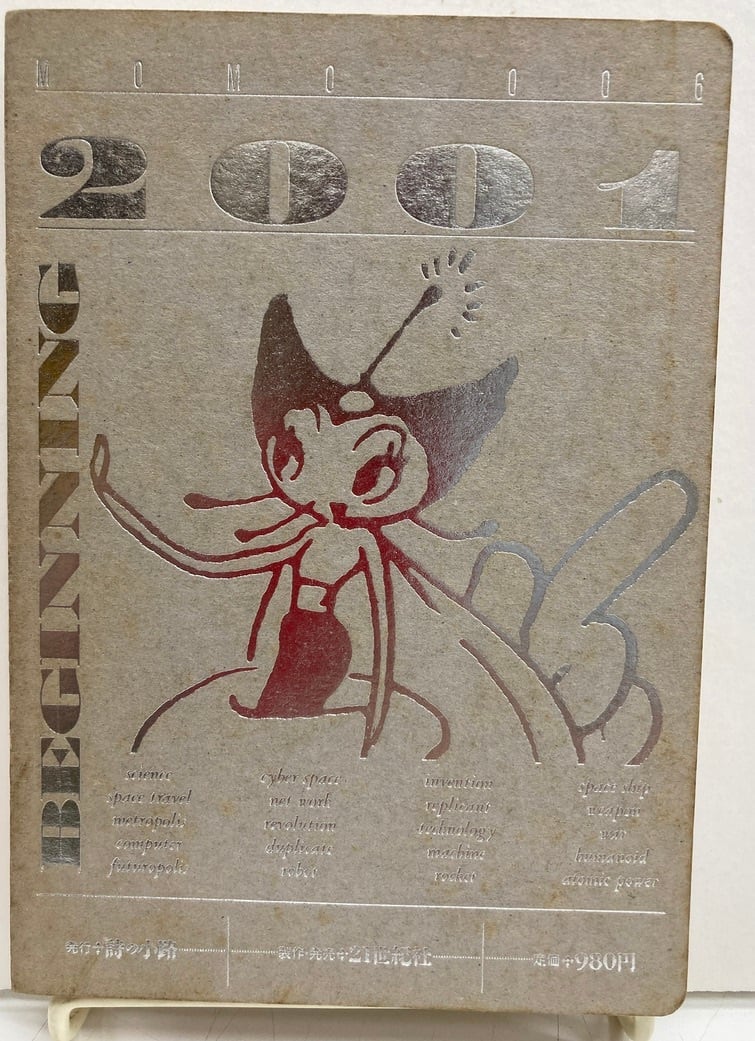 MOMO 006
2001
BEGINNING
science
space travel
metropolis
computer
futuropolis
cyber space
net work
revolution
duplicate
robot
invention
replicant
technology
machine
rocket
space ship
weapon
war
humanoid
atomic power
発行+詩の小路
製作・発売+21世紀社
定価+980円